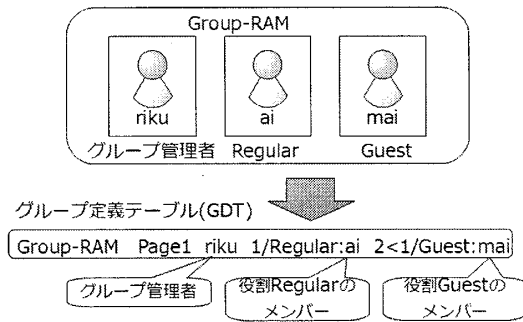 Group-RAM
riku ai mai
グループ管理者 Regular Guest
グループ定義テーブル(GDT)
Group-RAM Page1 riku 1/Regular:ai 2<1/Guest:mai
グループ管理者
役割Regularの
メンバー
役割Guestの
メンバー